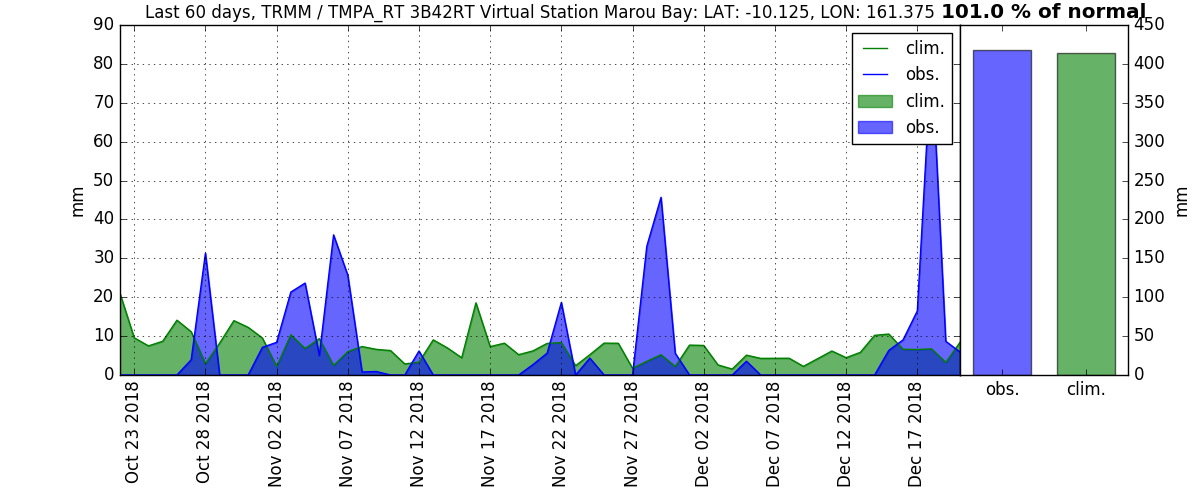 Last 60 days, TRMM / TMPA_RT 3B42RT Virtual Station Marou Bay: LAT: -10.125, LON: 161.375 101.0 % of normal
90
80
70
60
50
40
30
20
10
0
mm
clim.
obs.
clim.
obs.
450
400
350
300
250
200
150
100
50
0
mm
obs.
clim.
Oct 23 2018
Oct 28 2018
Nov 02 2018
Nov 07 2018
Nov 12 2018
Nov 17 2018
Nov 22 2018
Nov 27 2018
Dec 02 2018
Dec 07 2018
Dec 12 2018
Dec 17 2018